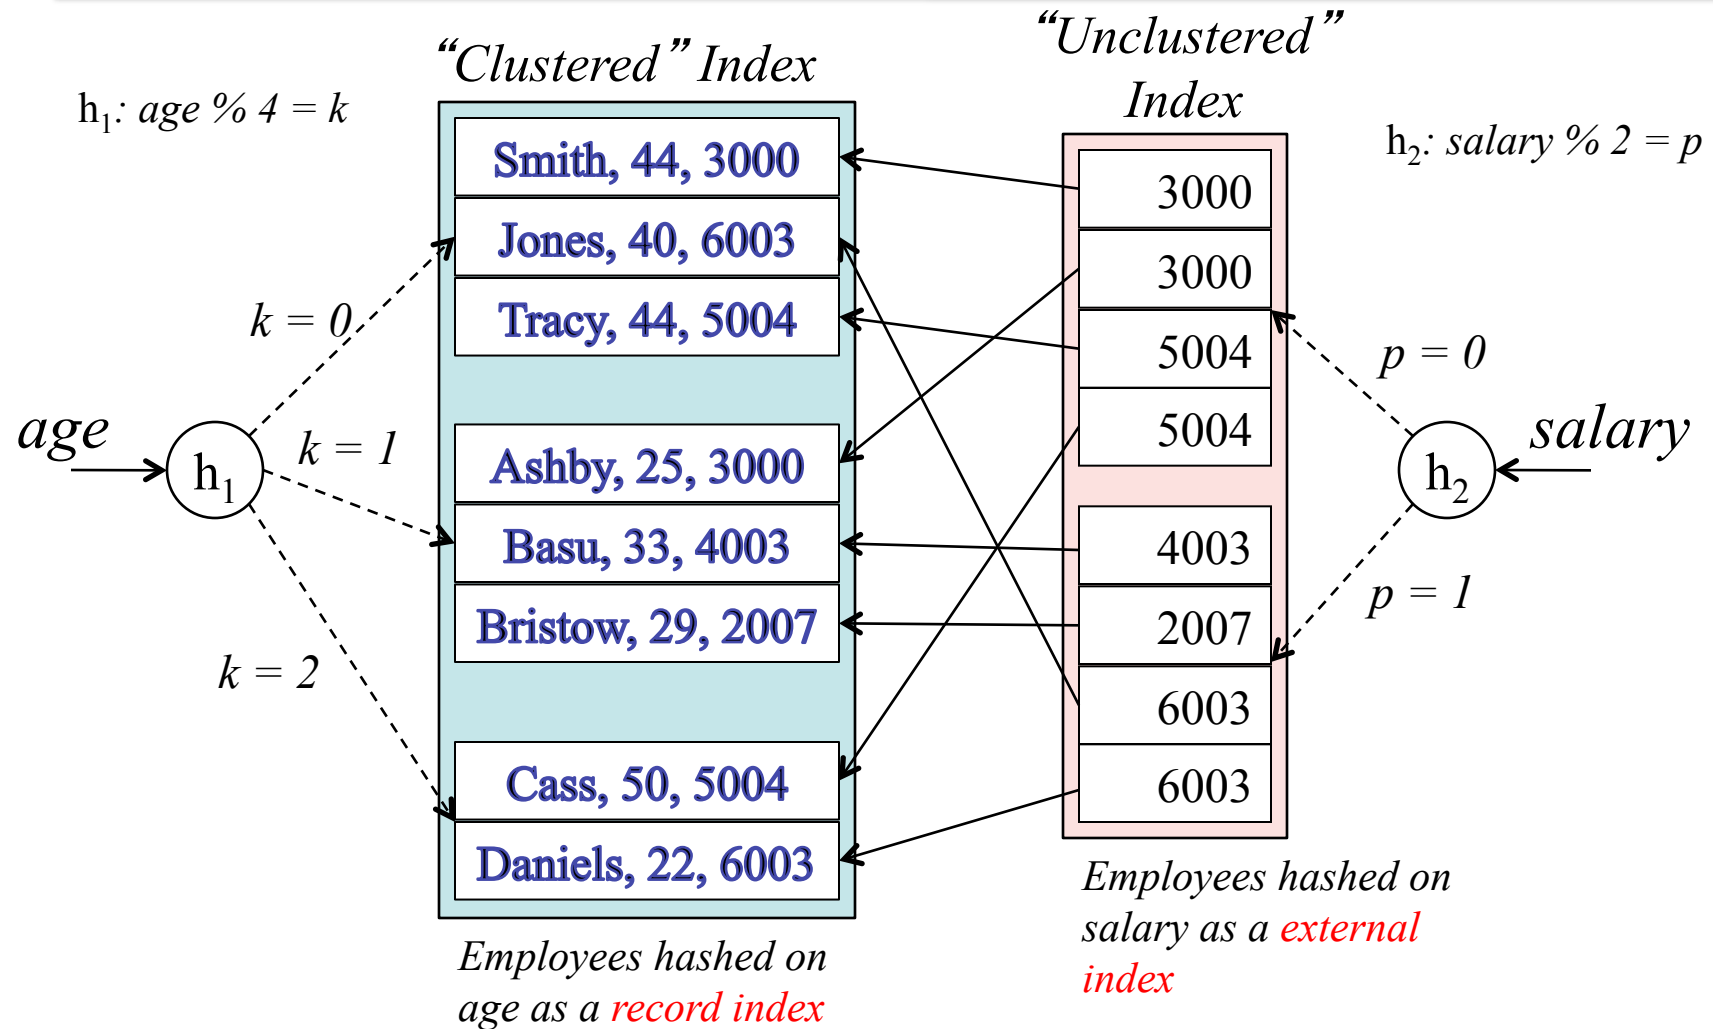 “Clustered” Index
“Unclustered”
Index
h₁: age % 4 = k
h₂: salary % 2 = p
Smith, 44, 3000
Jones, 40, 6003
Tracy, 44, 5004
Ashby, 25, 3000
Basu, 33, 4003
Bristow, 29, 2007
Cass, 50, 5004
Daniels, 22, 6003
3000
3000
5004
5004
4003
2007
6003
6003
age
h₁
k = 0
k = 1
k = 2
p = 0
p = 1
h₂
salary
Employees hashed on
age as a record index
Employees hashed on
salary as a external
index